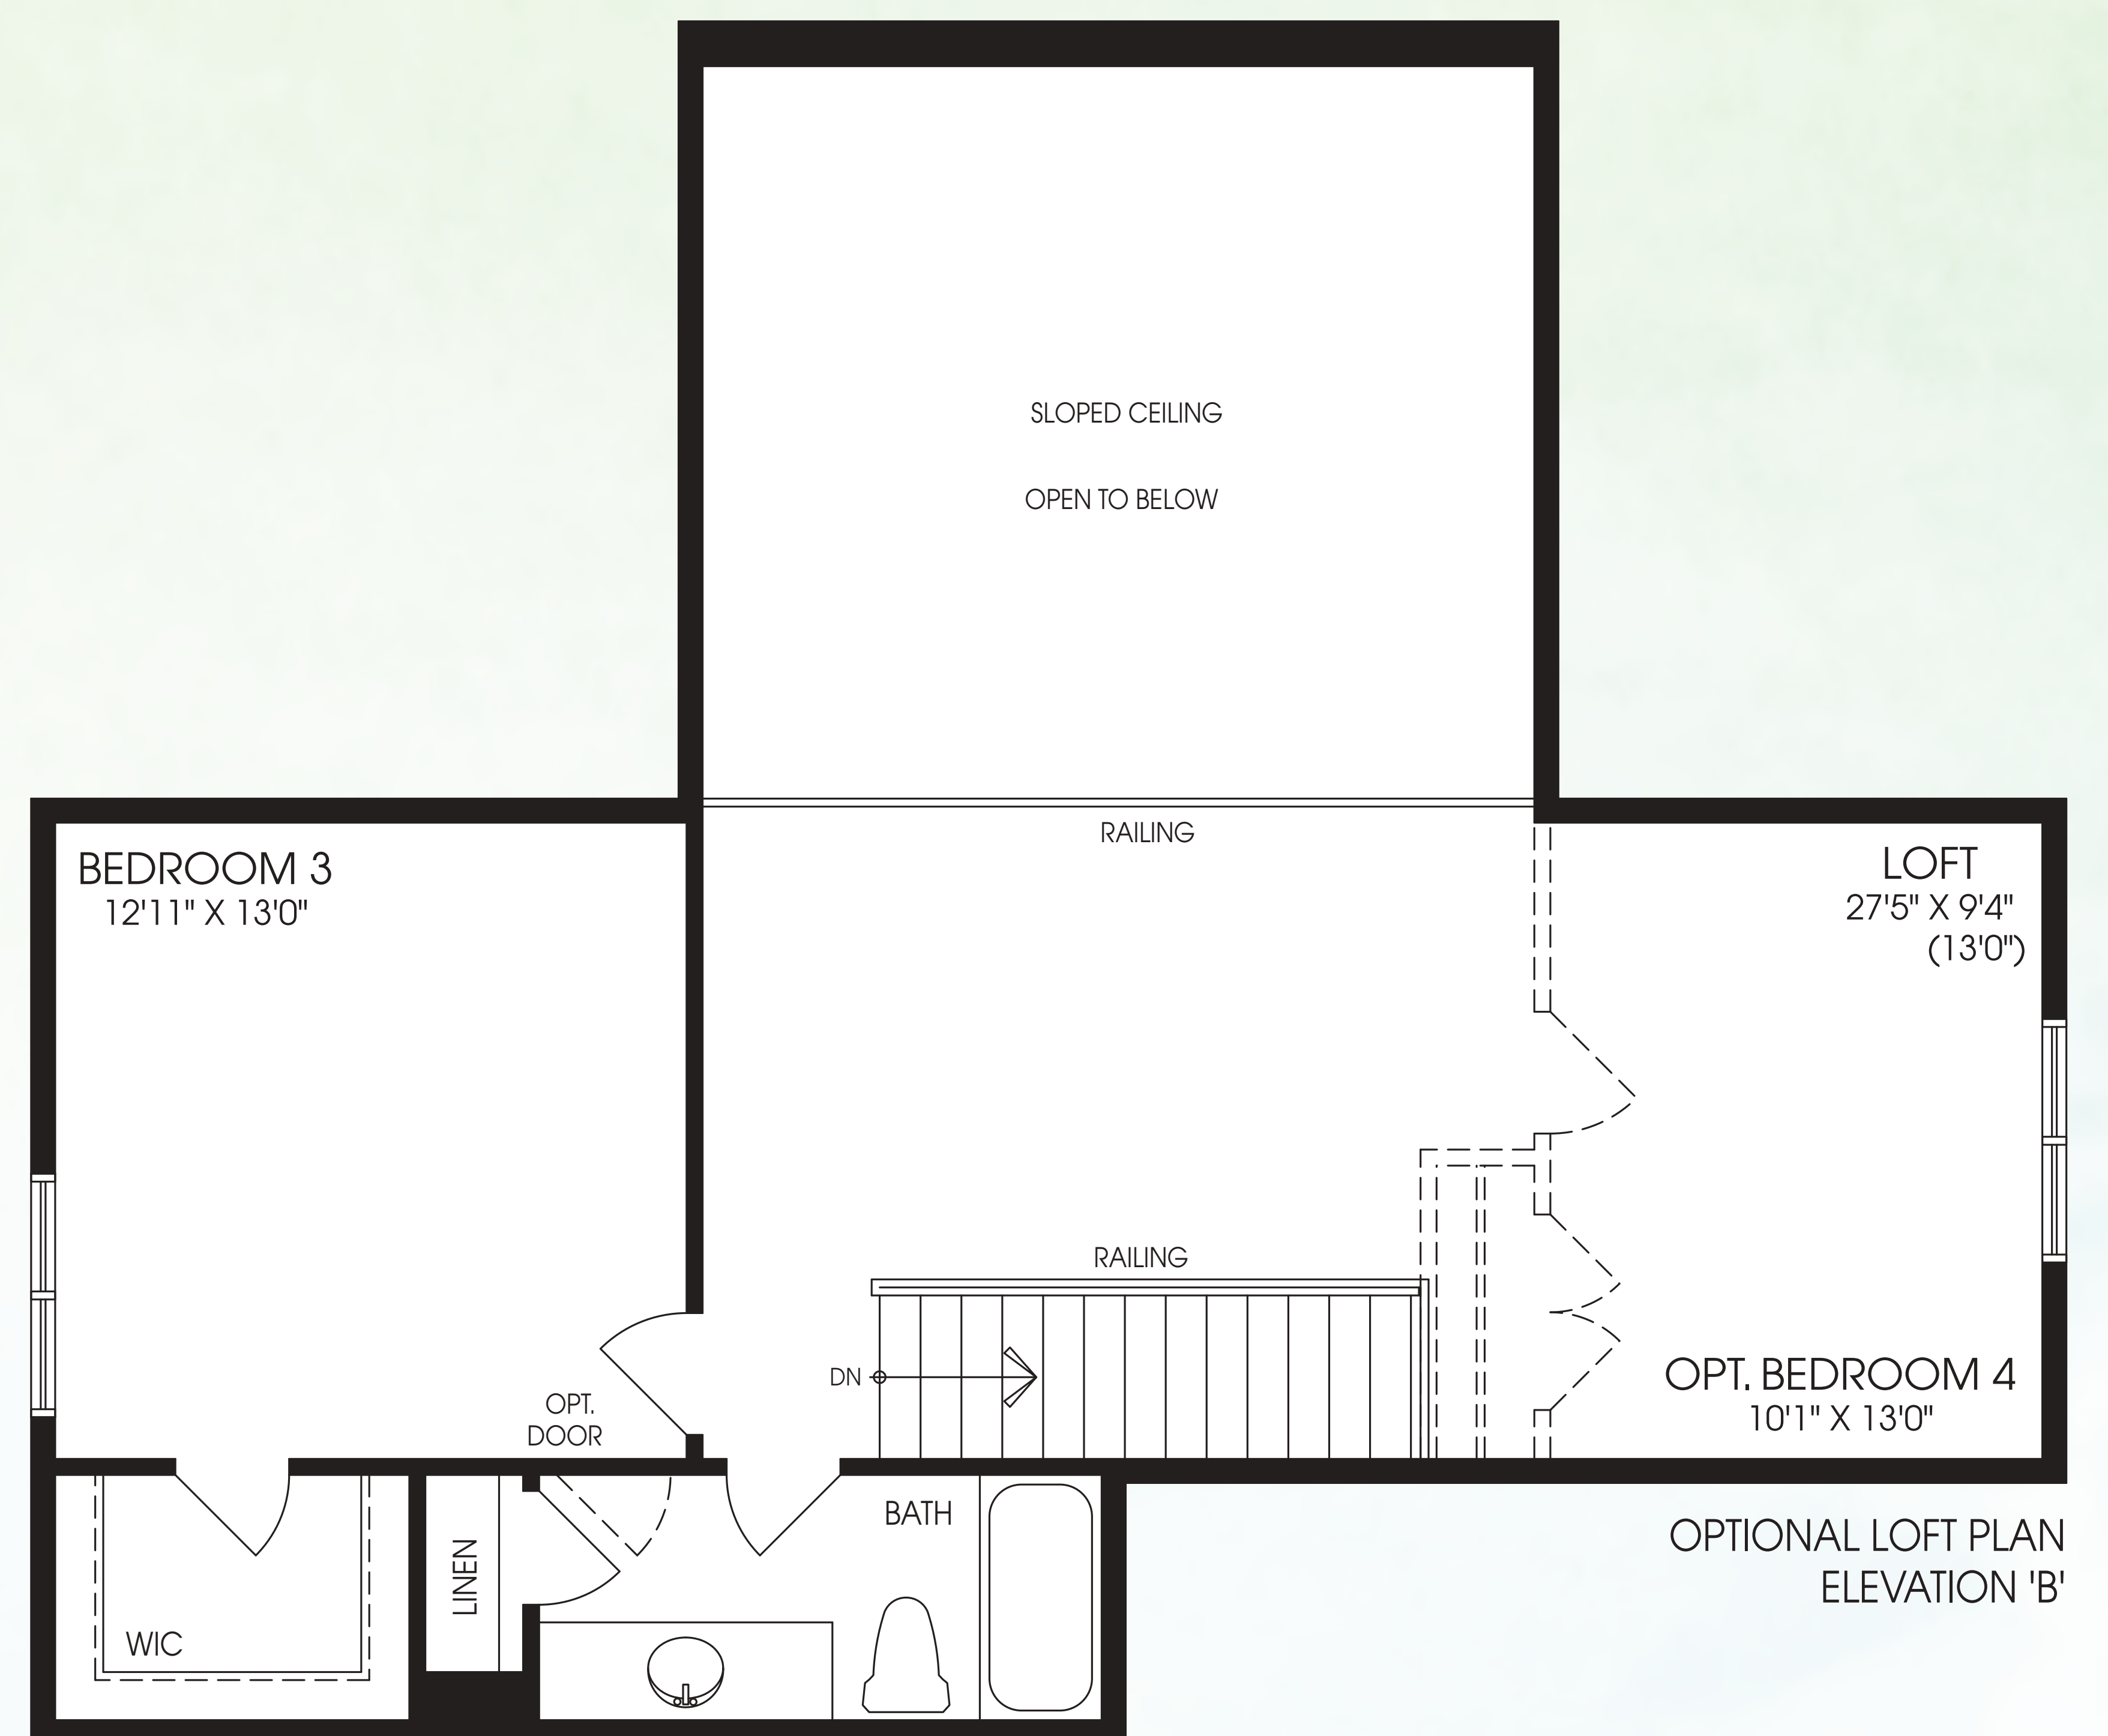 SLOPED CEILING
OPEN TO BELOW
RAILING
BEDROOM 3
12'11" X 13'0"
LOFT
27'5" X 9'4"
(13'0")
RAILING
DN
OPT.
DOOR
OPT. BEDROOM 4
10'1" X 13'0"
BATH
LINEN
WIC
OPTIONAL LOFT PLAN
ELEVATION 'B'